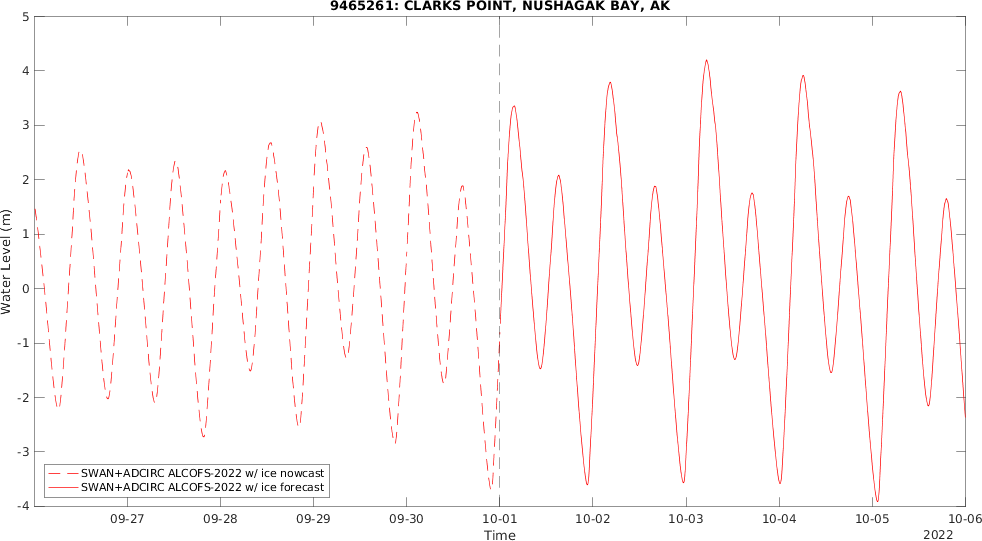 9465261: CLARKS POINT, NUSHAGAK BAY, AK
5
4
3
2
1
0
-1
-2
-3
-4
Water Level (m)
SWAN+ADCIRC ALCOFS-2022 w/ ice nowcast
SWAN+ADCIRC ALCOFS-2022 w/ ice forecast
09-27 09-28 09-29 09-30 10-01 10-02 10-03 10-04 10-05 10-06
Time
2022